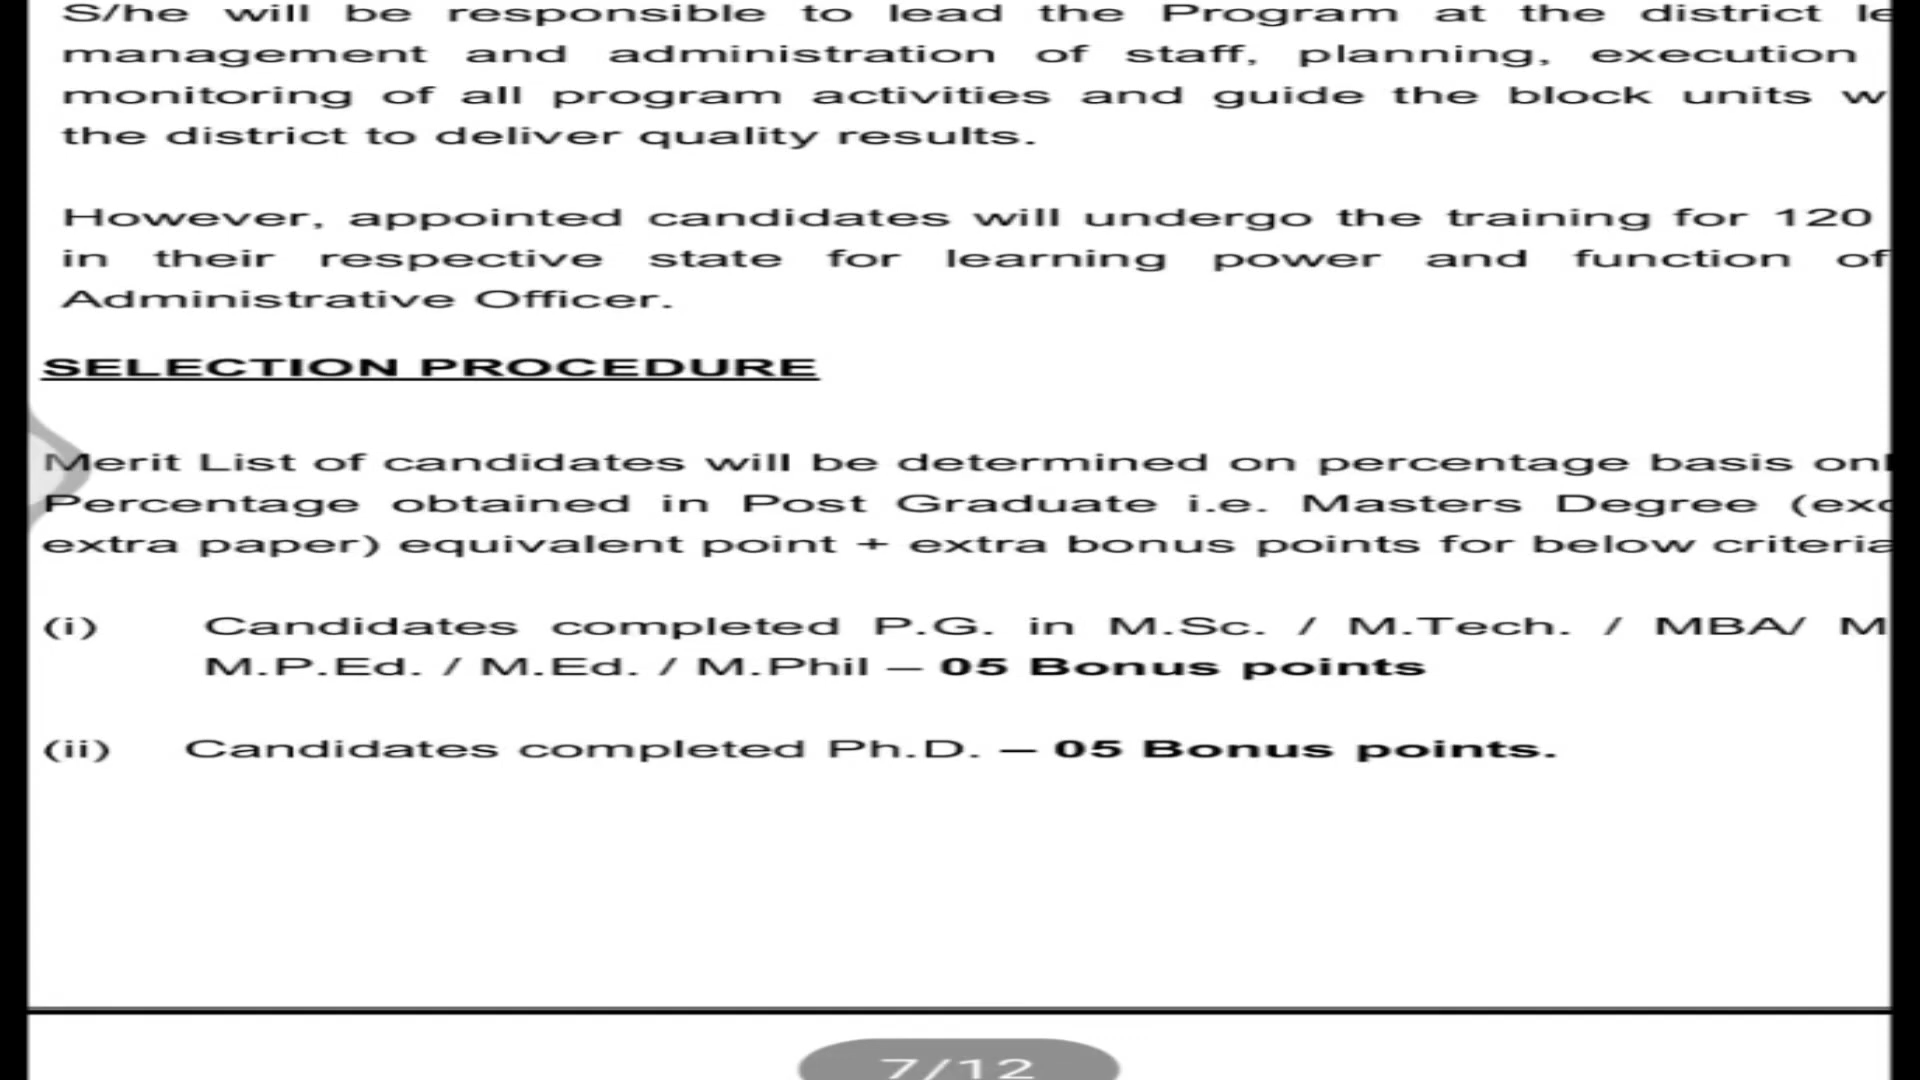 S/he will be responsible to lead the Program at the district
management and administration of staff, planning, execution
monitoring of all program activities and guide the block units
the district to deliver quality results.
However, appointed candidates will undergo the training for 120
in their respective state for learning power and function of
Administrative Officer.
SELECTION PROCEDURE
Merit List of candidates will be determined on percentage basis
Percentage obtained in Post Graduate i.e. Masters Degree
extra paper) equivalent point + extra bonus points for below criteria
(i) Candidates completed P.G. in M.Sc. / M.Tech. / MBA/
M.P.Ed. / M.Ed. / M.Phil – 05 Bonus points
(ii) Candidates completed Ph.D. – 05 Bonus points.
7/12